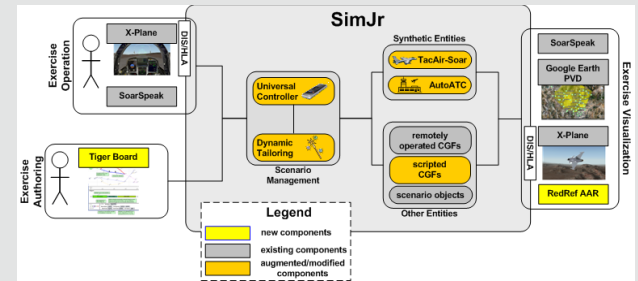 SimJr
Exercise
Operation
X-Plane
SoarSpeak
DIS/HLA
Exercise
Authoring
Tiger Board
Universal
Controller
Dynamic
Tailoring
Scenario
Management
Synthetic Entities
TacAir-Soar
AutoATC
remotely
operated CGFs
scripted
CGFs
scenario objects
Other Entities
DIS/HLA
SoarSpeak
Google Earth
PVD
X-Plane
RedRef AAR
Exercise Visualization
Legend
new components
existing components
augmented/modified
components